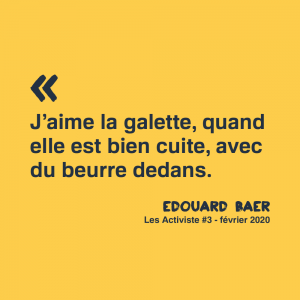 «
J’aime la galette, quand
elle est bien cuite, avec
du beurre dedans.
EDOUARD BAER
Les Activiste #3 - février 2020